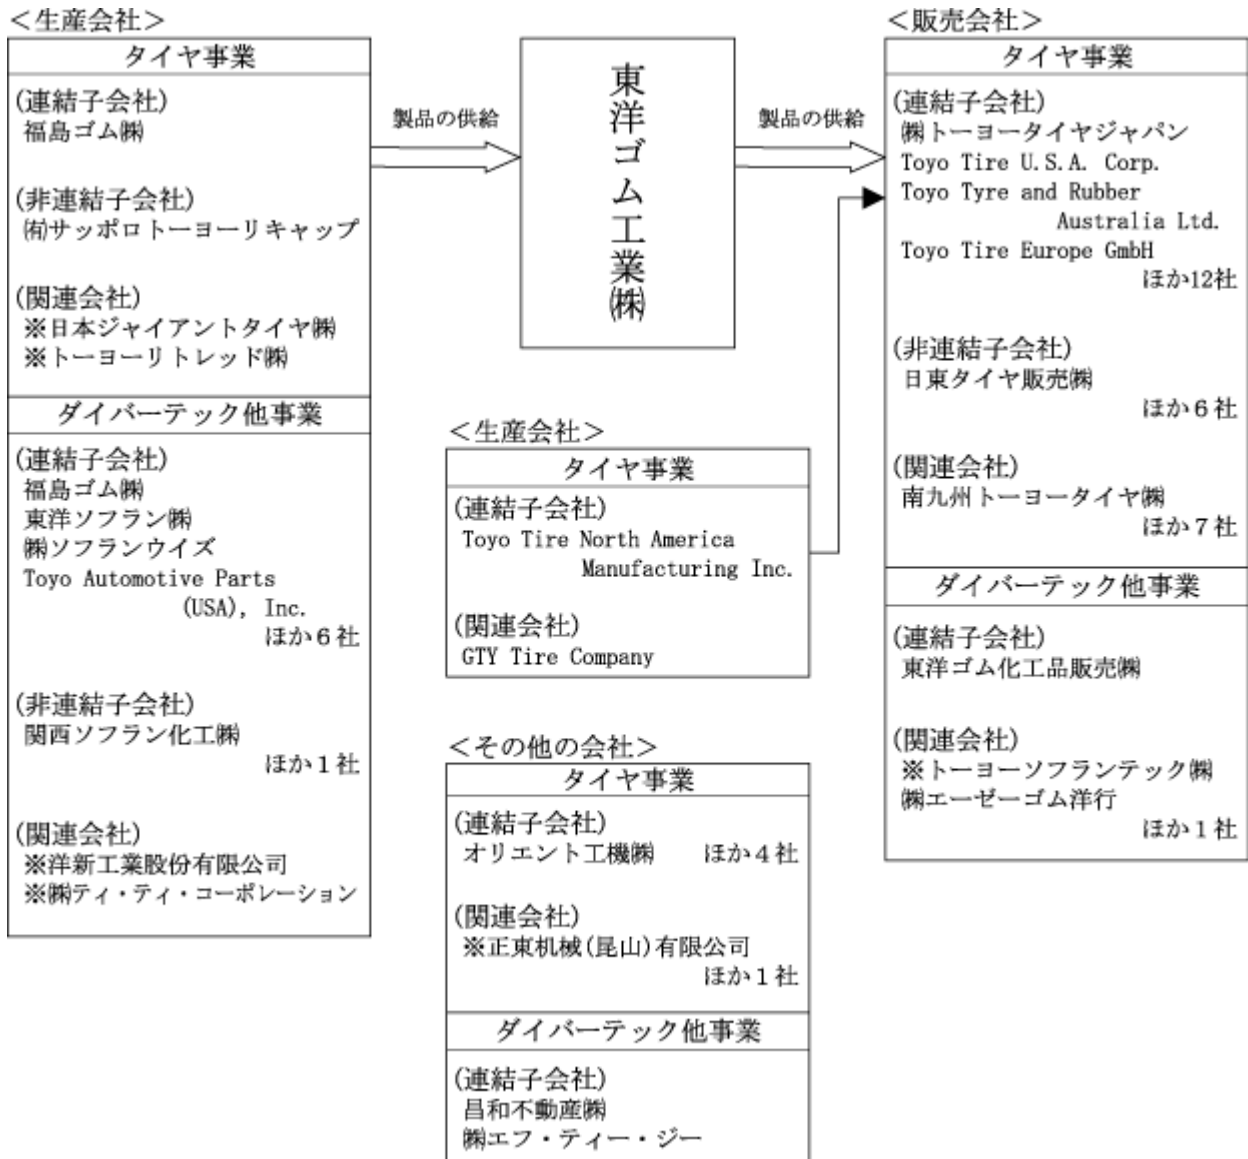 ＜生産会社＞
タイヤ事業
(連結子会社)
福島ゴム㈱
(非連結子会社)
㈲サッポロトーヨーリキャップ
(関連会社)
※日本ジャイアントタイヤ㈱
※トーヨーリトレッド㈱
ダイバーテック他事業
(連結子会社)
福島ゴム㈱
東洋ソフラン㈱
㈱ソフランウイズ
Toyo Automotive Parts
(USA), Inc.
ほか６社
(非連結子会社)
関西ソフラン化工㈱
ほか１社
(関連会社)
※洋新工業股份有限公司
※㈱ティ・ティ・コーポレーション
製品の供給
東洋ゴム工業㈱
製品の供給
＜生産会社＞
タイヤ事業
(連結子会社)
Toyo Tire North America
Manufacturing Inc.
(関連会社)
GTY Tire Company
＜その他の会社＞
タイヤ事業
(連結子会社)
オリエント工機㈱　ほか４社
(関連会社)
※正東机械(昆山)有限公司
ほか１社
ダイバーテック他事業
(連結子会社)
昌和不動産㈱
㈱エフ・ティー・ジー
＜販売会社＞
タイヤ事業
(連結子会社)
㈱トーヨータイヤジャパン
Toyo Tire U.S.A. Corp.
Toyo Tyre and Rubber
Australia Ltd.
Toyo Tire Europe GmbH
ほか12社
(非連結子会社)
日東タイヤ販売㈱
ほか６社
(関連会社)
南九州トーヨータイヤ㈱
ほか７社
ダイバーテック他事業
(連結子会社)
東洋ゴム化工品販売㈱
(関連会社)
※トーヨーソフランテック㈱
㈱エーゼーゴム洋行
ほか１社